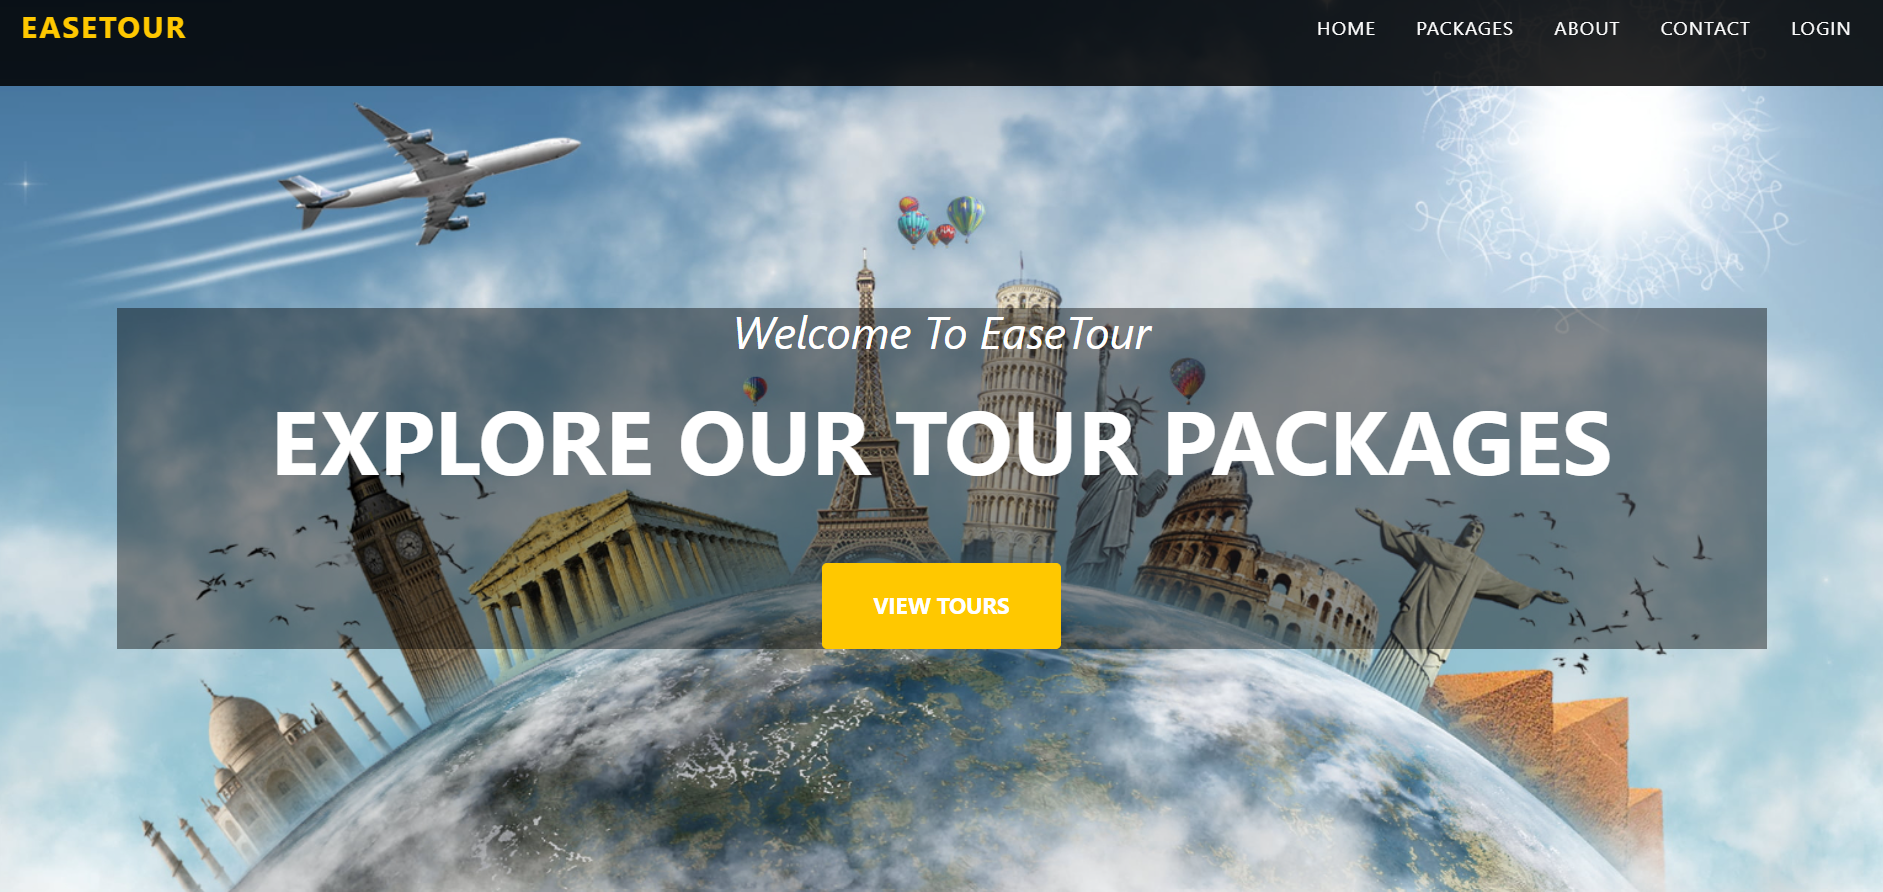 EASETOUR
HOME PACKAGES ABOUT CONTACT LOGIN
Welcome To EaseTour
EXPLORE OUR TOUR PACKAGES
VIEW TOURS